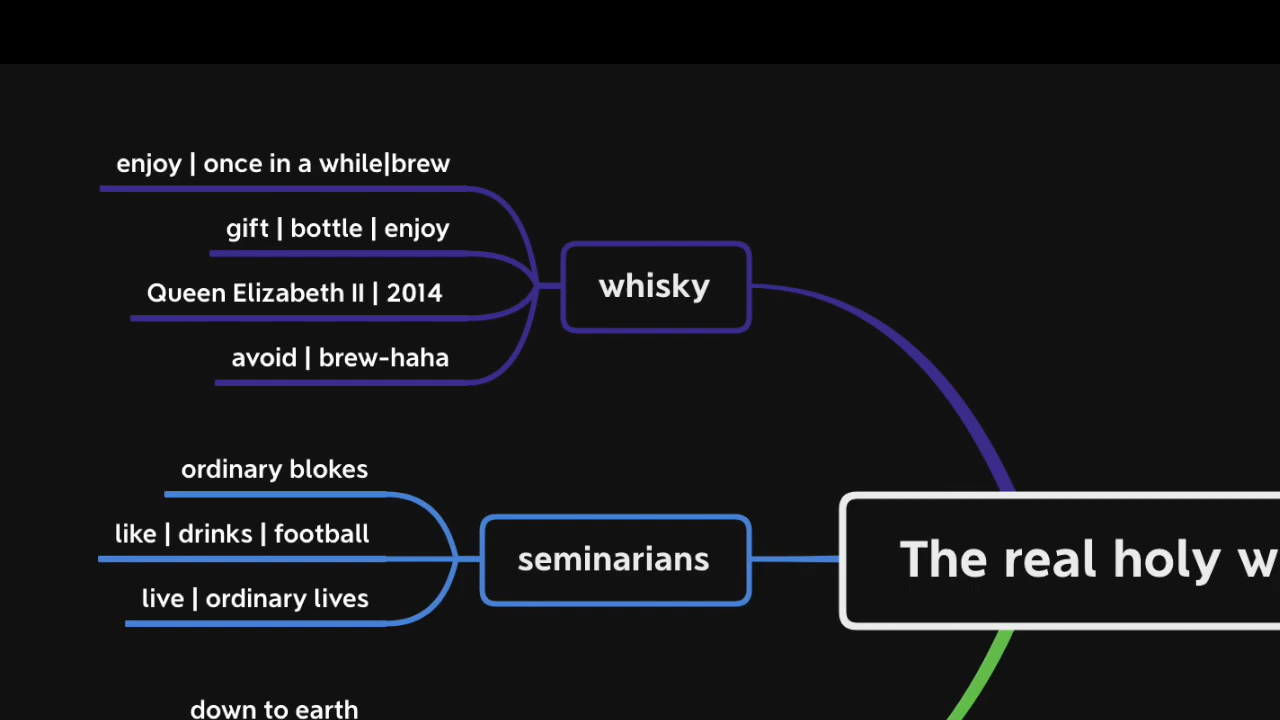 enjoy | once in a while|brew
gift | bottle | enjoy
Queen Elizabeth II | 2014
avoid | brew-haha
whisky
ordinary blokes
like | drinks | football
live | ordinary lives
seminarians
The real holy w
down to earth